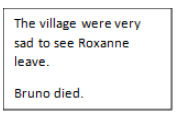 The village were very
sad to see Roxanne
leave.
Bruno died.